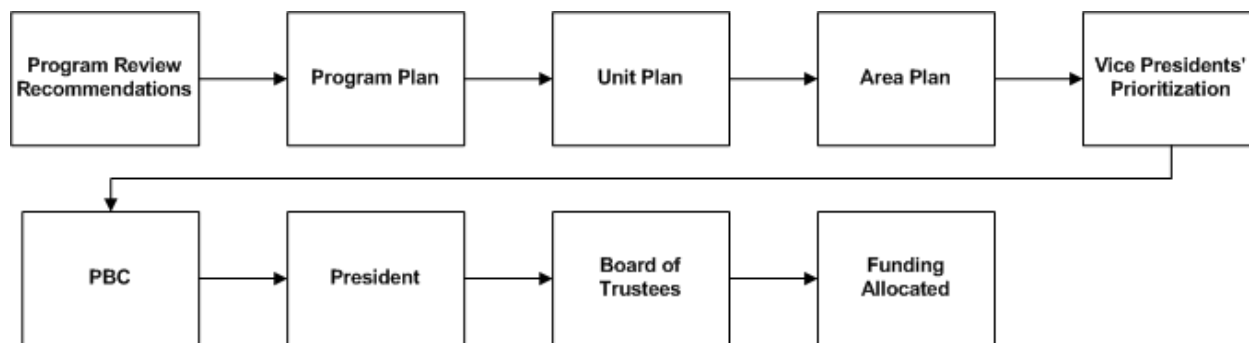 Program Review
Recommendations
Program Plan
Unit Plan
Area Plan
Vice Presidents'
Prioritization
PBC
President
Board of
Trustees
Funding
Allocated